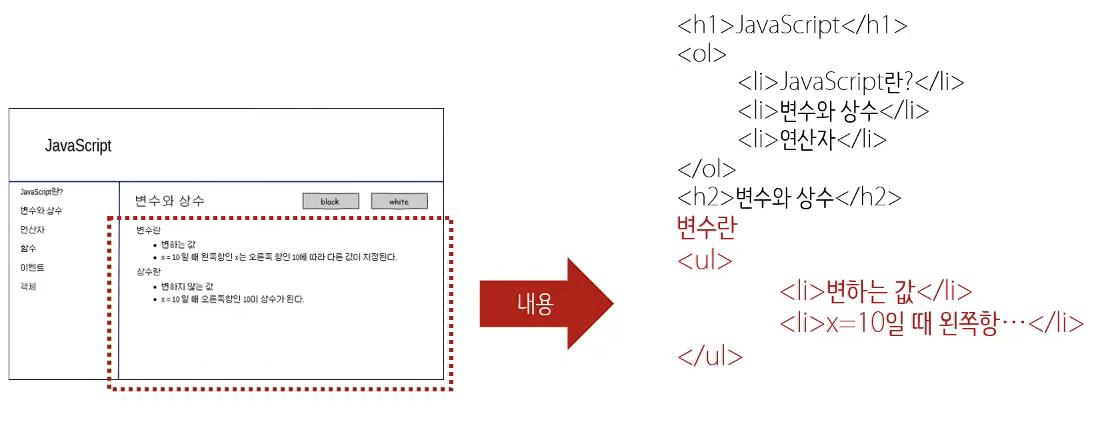 JavaScript
JavaScript란?
변수와 상수
연산자
함수
이벤트
객체
변수와 상수
black
white
변수란
• 변하는 값
• x = 10 일 때 왼쪽항인 x는 오른쪽 항인 10에 따라 다른 값이 지정된다.
상수란
• 변하지 않는 값
• x = 10 일 때 오른쪽항인 10이 상수가 된다.
내용
<h1>JavaScript</h1>
<ol>
<li>JavaScript란?</li>
<li>변수와 상수</li>
<li>연산자</li>
</ol>
<h2>변수와 상수</h2>
변수란
<ul>
<li>변하는 값</li>
<li>x=10일 때 왼쪽항…</li>
</ul>